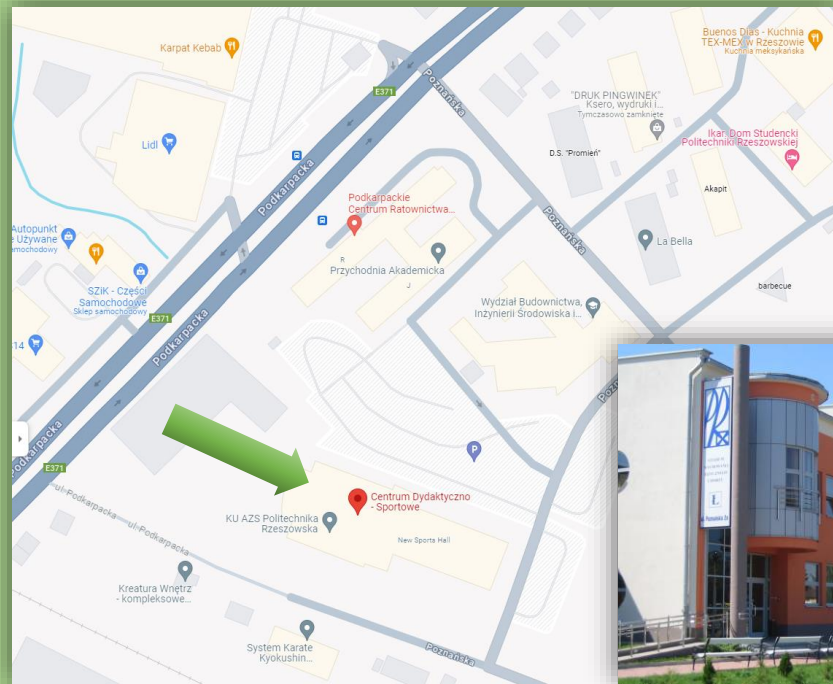 Karpat Kebab
Buenos Días - Kuchnia
TEX-MEX w Rzeszowie
Kuchnia meksykańska
Poznańska
E371
"DRUK PINGWINEK"
Ksero, wydruki i...
Tymczasowo zamknięte
Lidl
D.S. "Promień"
Ikar. Dom Studencki
Politechniki Rzeszowskiej
Podkarpacka
Akapit
Podkarpackie
Centrum Ratownictwa...
Poznańska
Autopunkt
Używane
La Bella
R
Przychodnia Akademicka
J
SZiK - Części
Samochodowe
Sklep samochodowy
barbecue
Wydział Budownictwa,
Inżynierii Środowiska i...
E371
Podkarpacka
14
P
E371
ul. Podkarpacka
ul. Podkarpacka
Centrum Dydaktyczno
- Sportowe
KU AZS Politechnika
Rzeszowska
New Sports Hall
Kreatura Wnętrz
- kompleksowe...
System Karate
Kyokushin...
Poznańska
Ł